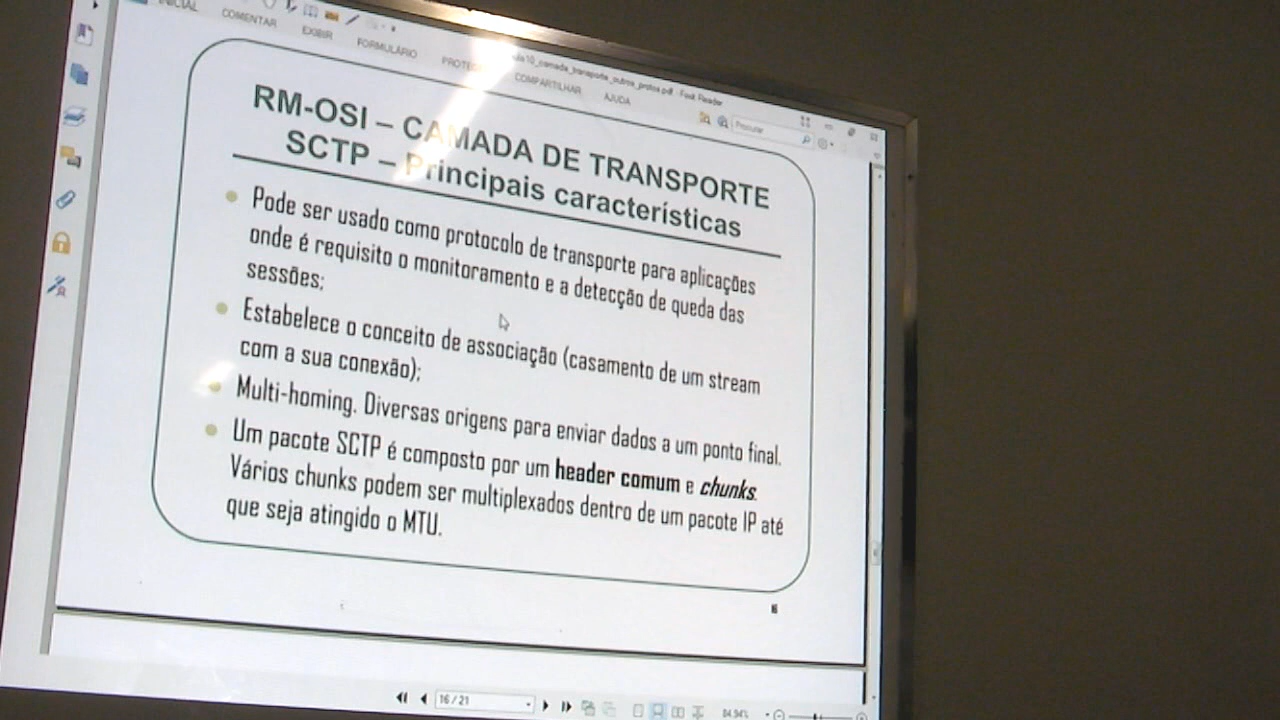 INICIAL COMENTAR EXIBIR FORMULÁRIO COMPARTILHAR AJUDA
Procurar
RM-OSI – CAMADA DE TRANSPORTE
SCTP – Principais características
Pode ser usado como protocolo de transporte para aplicações
onde é requisito o monitoramento e a detecção de queda das
sessões;
Estabelece o conceito de associação (casamento de um stream
com a sua conexão);
Multi-homing. Diversas origens para enviar dados a um ponto final.
Um pacote SCTP é composto por um header comum e chunks.
Vários chunks podem ser multiplexados dentro de um pacote IP até
que seja atingido o MTU.
16 / 21
84.94%